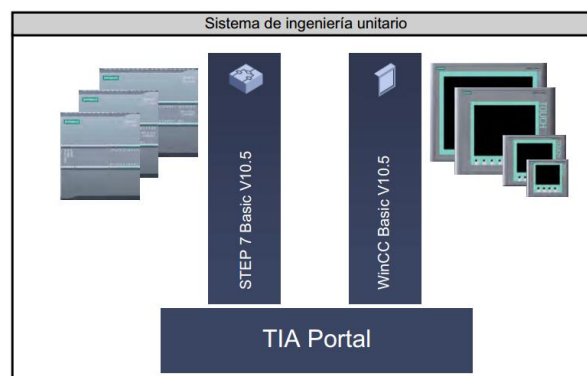 Sistema de ingeniería unitario
STEP 7 Basic V10.5
WinCC Basic V10.5
TIA Portal